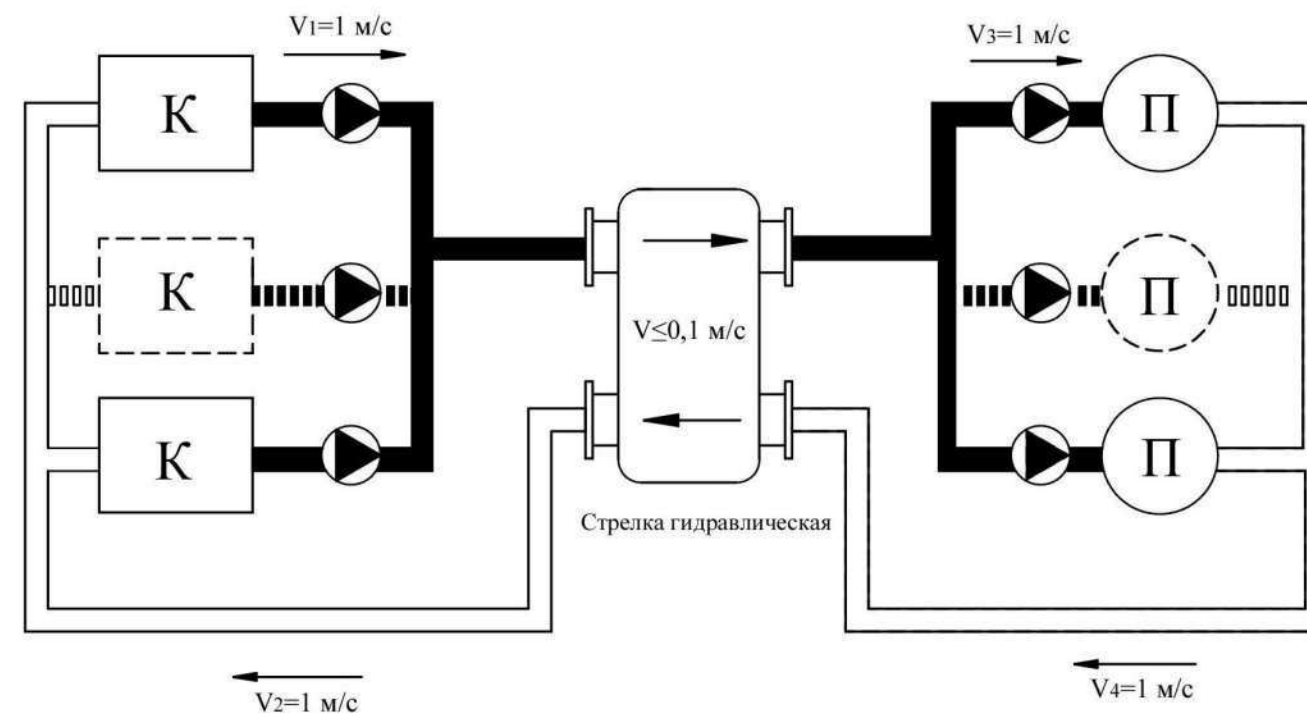 V1=1 м/с
V3=1 м/с
К
П
К
П
V≤0,1 м/с
К
П
Стрелка гидравлическая
V2=1 м/с
V4=1 м/с